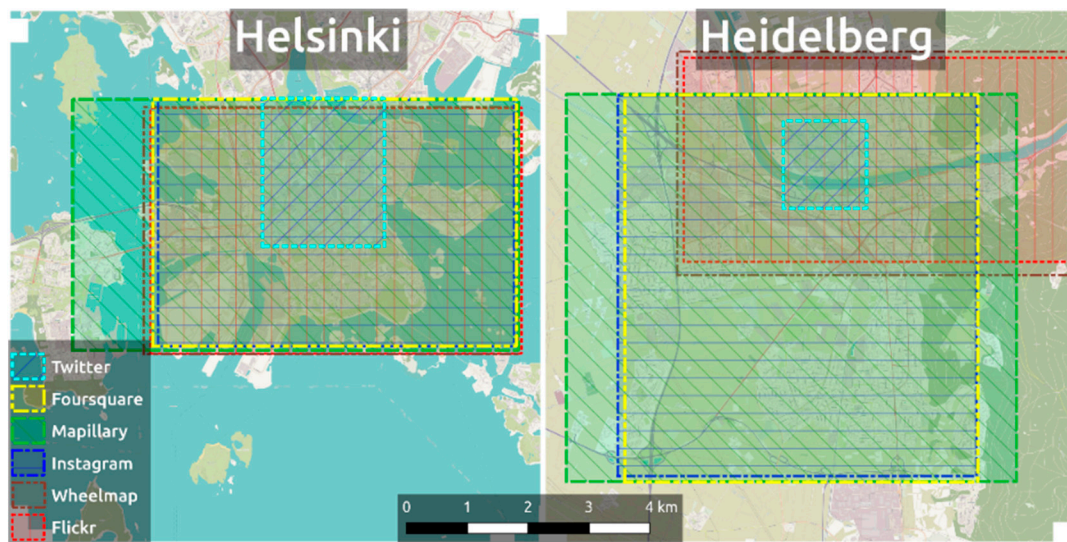 Helsinki
Heidelberg
Twitter
Foursquare
Mapillary
Instagram
Wheelmap
Flickr
0 1 2 3 4 km